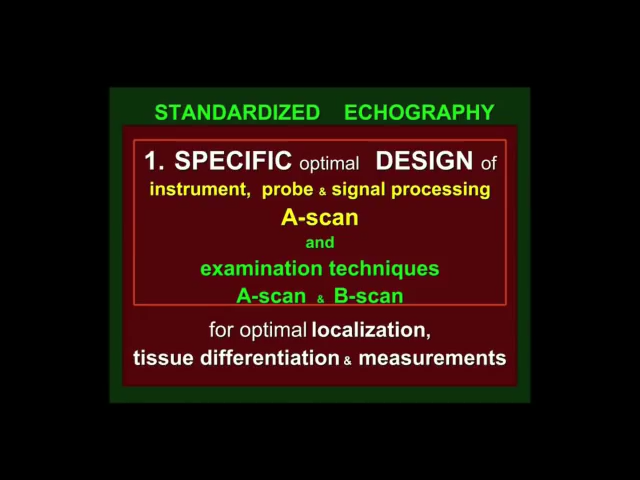 STANDARDIZED ECHOGRAPHY
1. SPECIFIC optimal DESIGN of
instrument, probe & signal processing
A-scan
and
examination techniques
A-scan & B-scan
for optimal localization,
tissue differentiation & measurements